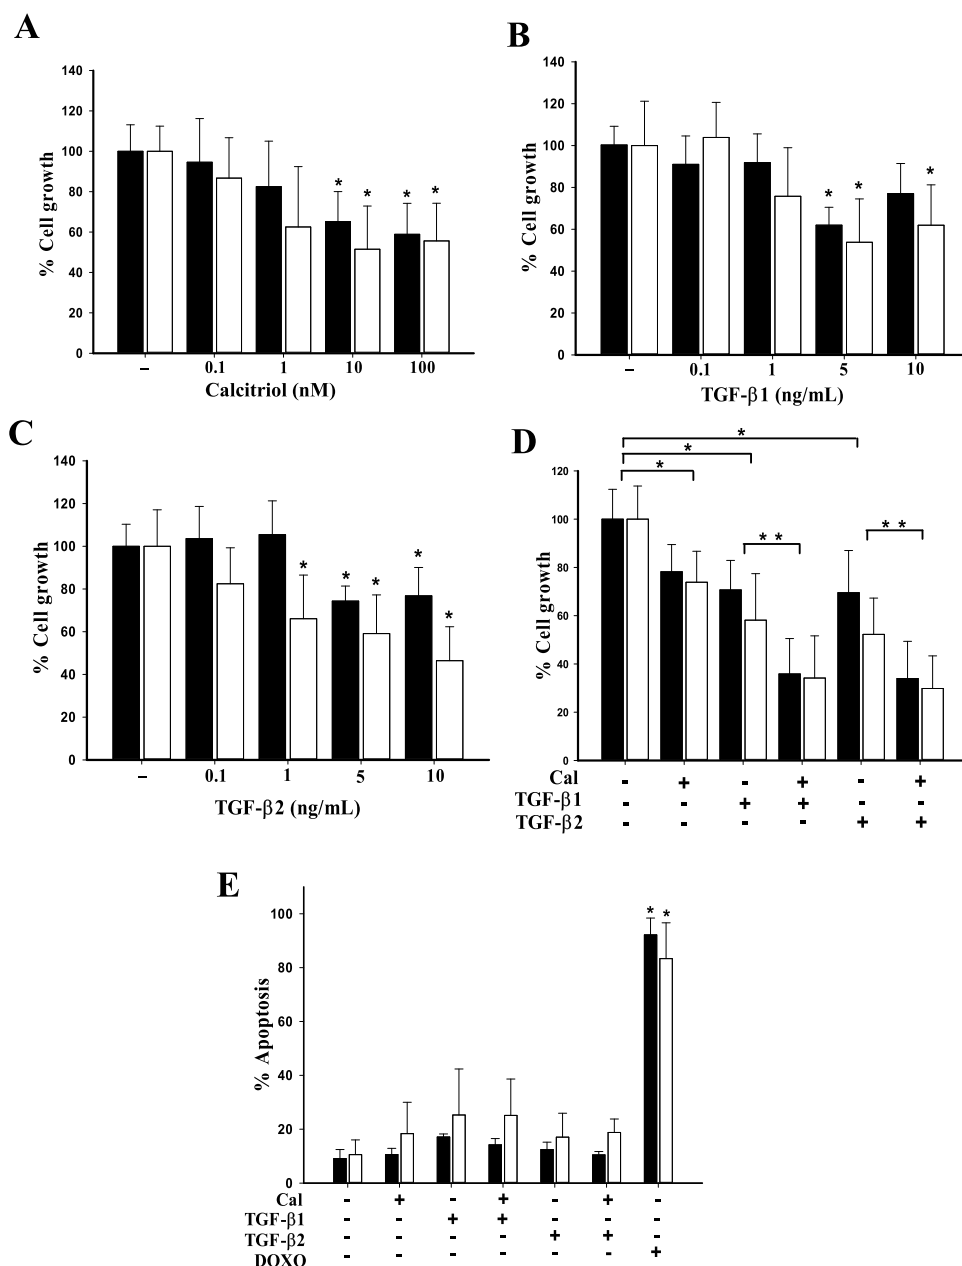 A
140
120
100
80
60
40
20
0
% Cell growth
* * * *
– 0.1 1 10 100
Calcitriol (nM)
B
140
120
100
80
60
40
20
0
% Cell growth
* * *
– 0.1 1 5 10
TGF-β1 (ng/mL)
C
140
120
100
80
60
40
20
0
% Cell growth
* * * * *
– 0.1 1 5 10
TGF-β2 (ng/mL)
D
*
*
*
* *
* *
120
100
80
60
40
20
0
% Cell growth
Cal - + - + - +
TGF-β1 - - + + - -
TGF-β2 - - - - + +
E
100
80
60
40
20
0
% Apoptosis
* *
Cal - + - + - + -
TGF-β1 - - + + - - -
TGF-β2 - - - - + + -
DOXO - - - - - - +